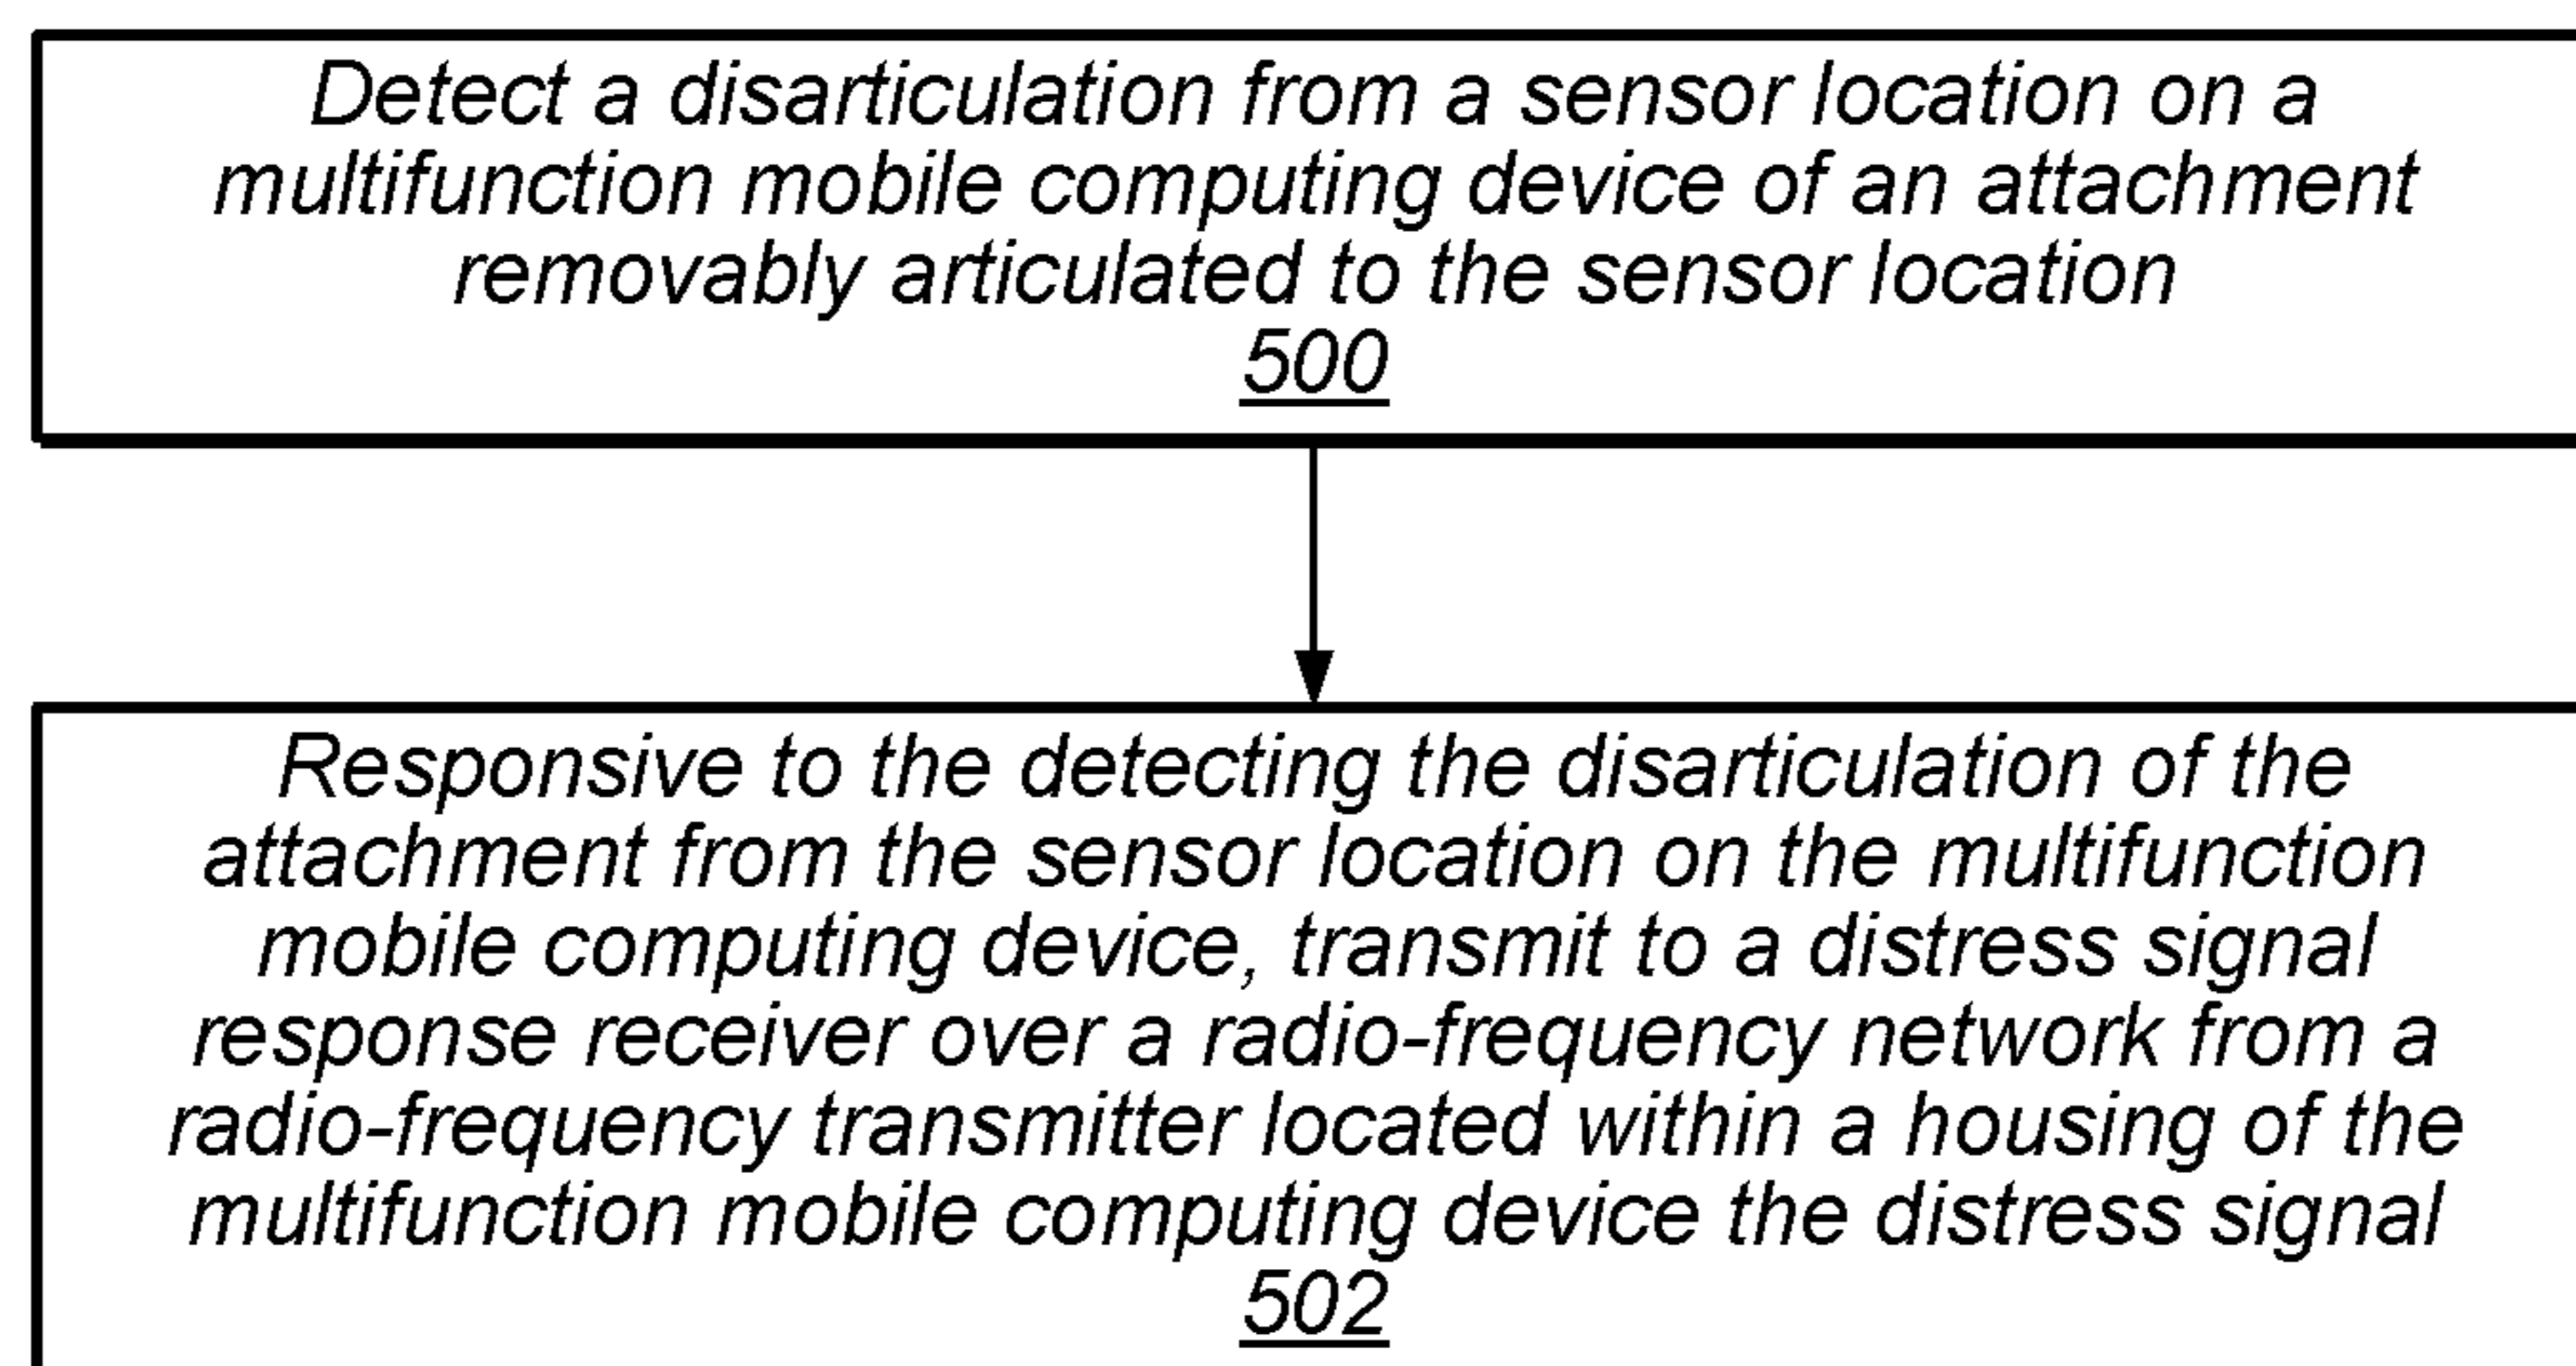 Detect a disarticulation from a sensor location on a
multifunction mobile computing device of an attachment
removably articulated to the sensor location
500
Responsive to the detecting the disarticulation of the
attachment from the sensor location on the multifunction
mobile computing device, transmit to a distress signal
response receiver over a radio-frequency network from a
radio-frequency transmitter located within a housing of the
multifunction mobile computing device the distress signal
502